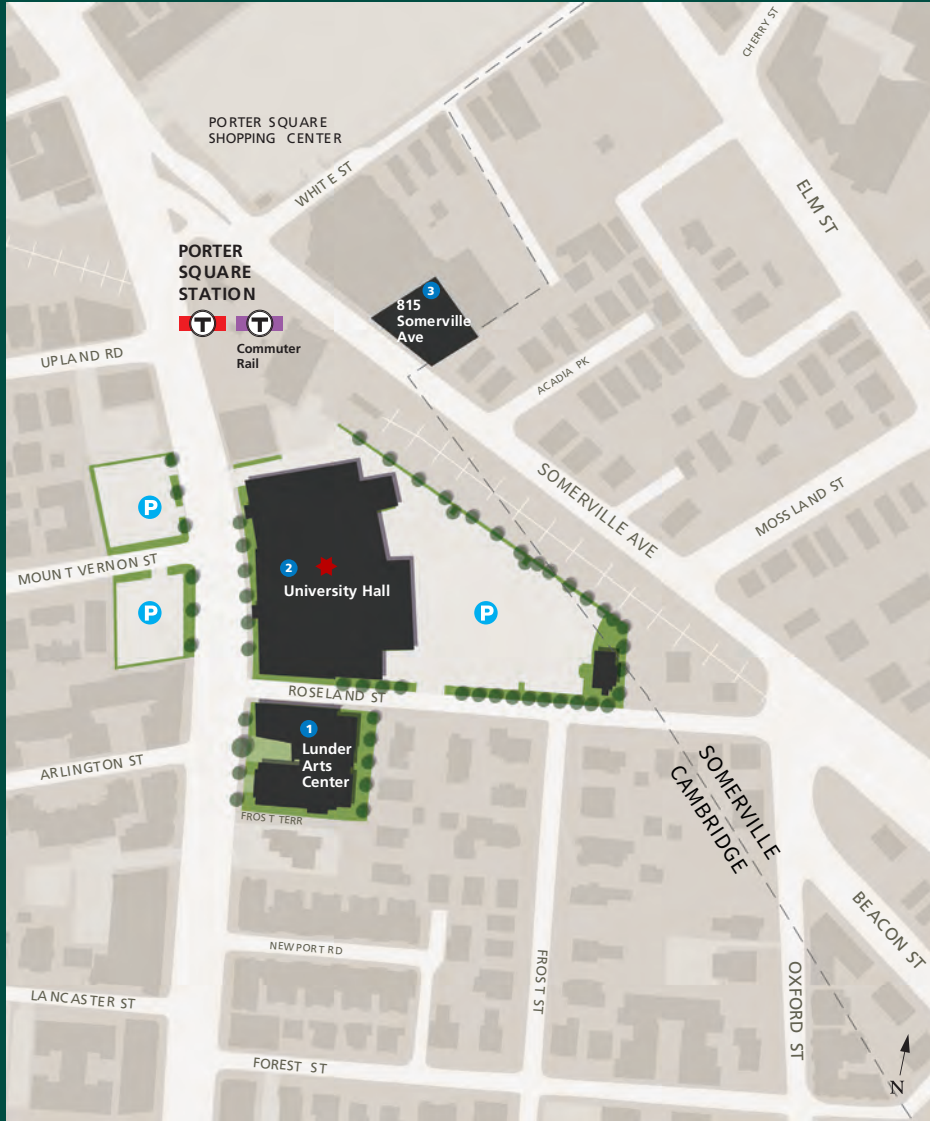 CHERRY ST
PORTER SQUARE
SHOPPING CENTER
WHITE ST
ELM ST
PORTER
SQUARE
STATION
T
T
Commuter
Rail
3
815
Somerville
Ave
UPLAND RD
ACADIA PK
SOMERVILLE AVE
MOSSLAND ST
P
MOUNT VERNON ST
2
University Hall
P
P
ROSELAND ST
1
Lunder
Arts
Center
ARLINGTON ST
FROST TERR
SOMERVILLE
CAMBRIDGE
BEACON ST
NEWPORT RD
FROST ST
OXFORD ST
LANCASTER ST
FOREST ST
N